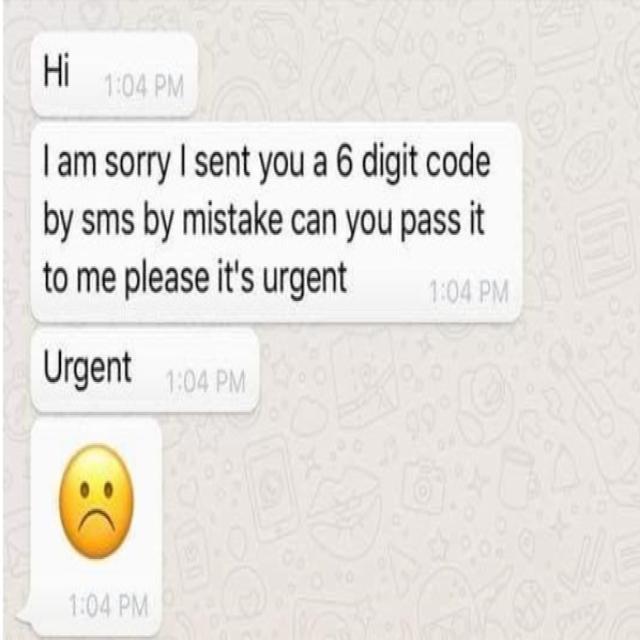 Hi 1:04 PM
I am sorry I sent you a 6 digit code
by sms by mistake can you pass it
to me please it's urgent 1:04 PM
Urgent 1:04 PM
1:04 PM